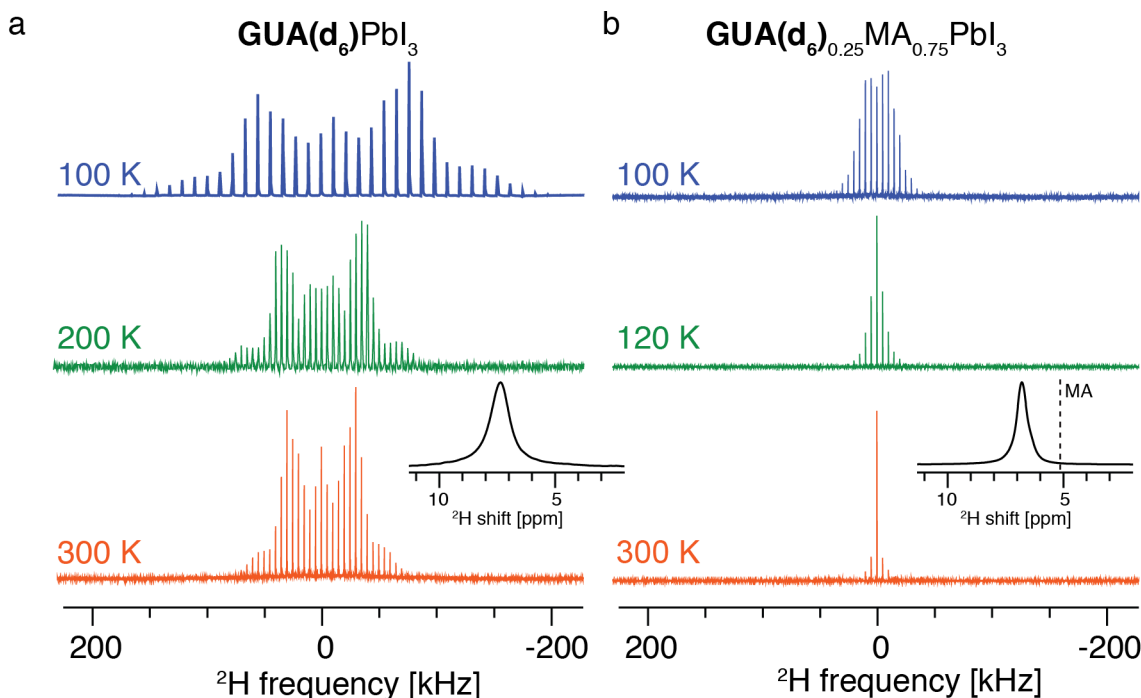 a
GUA(d₆)PbI₃
100 K
200 K
300 K
10 5
²H shift [ppm]
200 0 -200
²H frequency [kHz]
b
GUA(d₆)₀.₂₅MA₀.₇₅PbI₃
100 K
120 K
300 K
MA
10 5
²H shift [ppm]
200 0 -200
²H frequency [kHz]